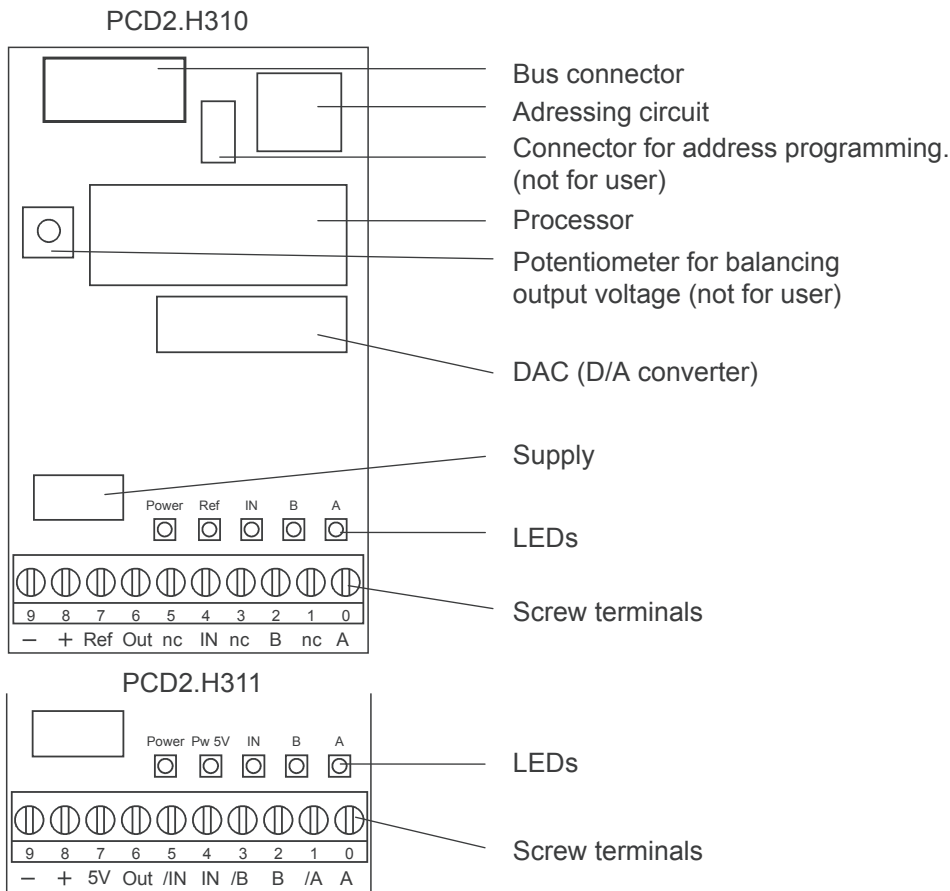 PCD2.H310
Bus connector
Adressing circuit
Connector for address programming.
(not for user)
Processor
Potentiometer for balancing
output voltage (not for user)
DAC (D/A converter)
Supply
Power Ref IN B A
LEDs
Screw terminals
9 8 7 6 5 4 3 2 1 0
− + Ref Out nc IN nc B nc A
PCD2.H311
Power Pw 5V IN B A
LEDs
Screw terminals
9 8 7 6 5 4 3 2 1 0
− + 5V Out /IN IN /B B /A A